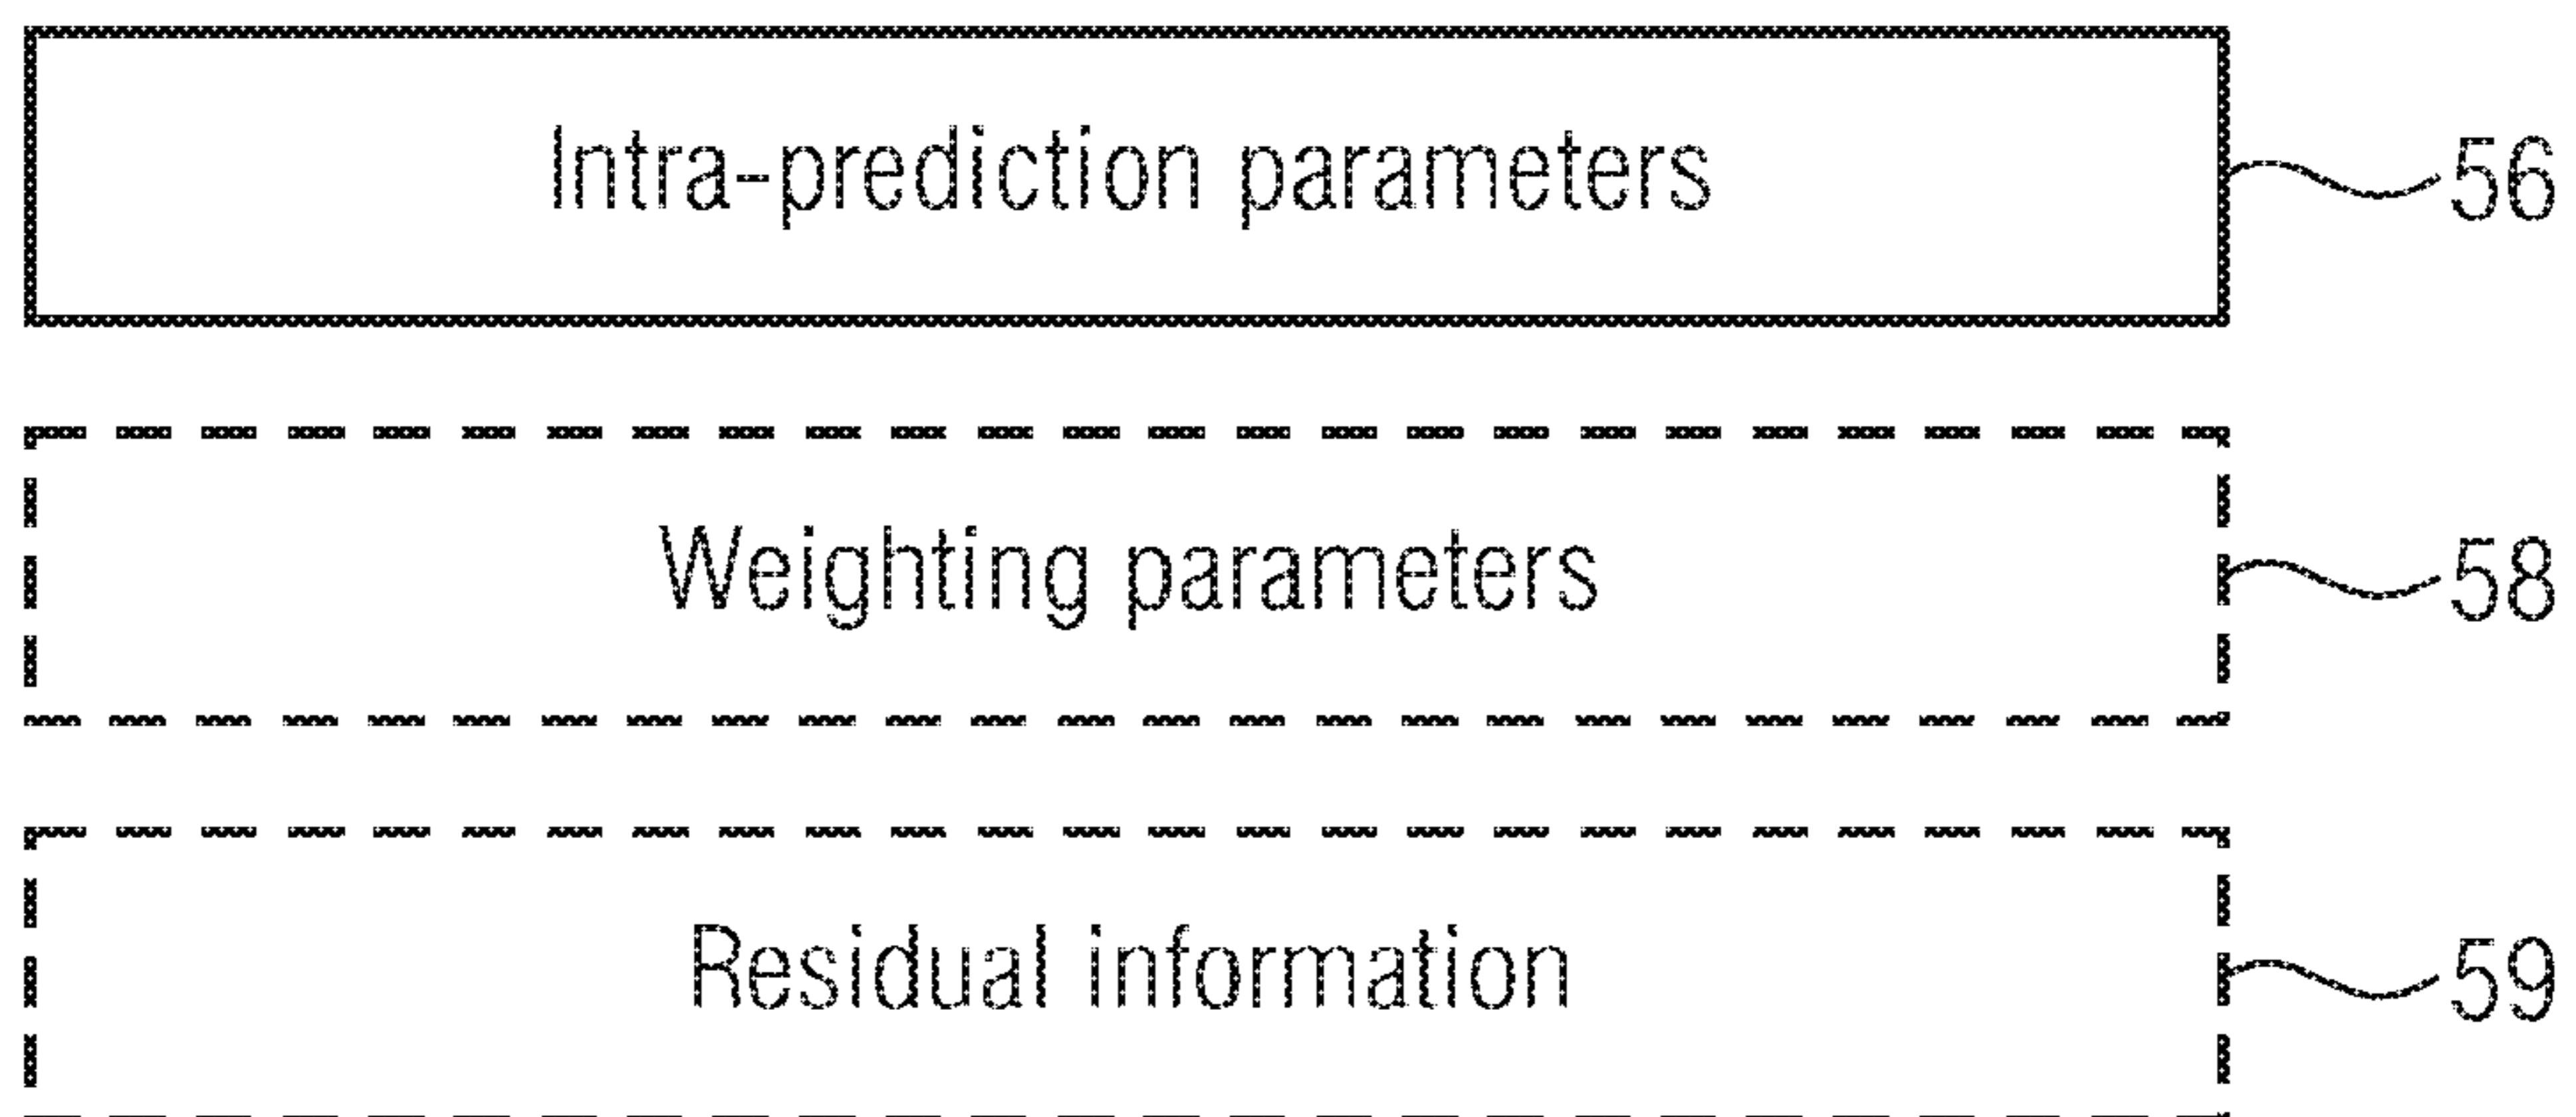 Intra-prediction parameters 56
Weighting parameters 58
Residual information 59